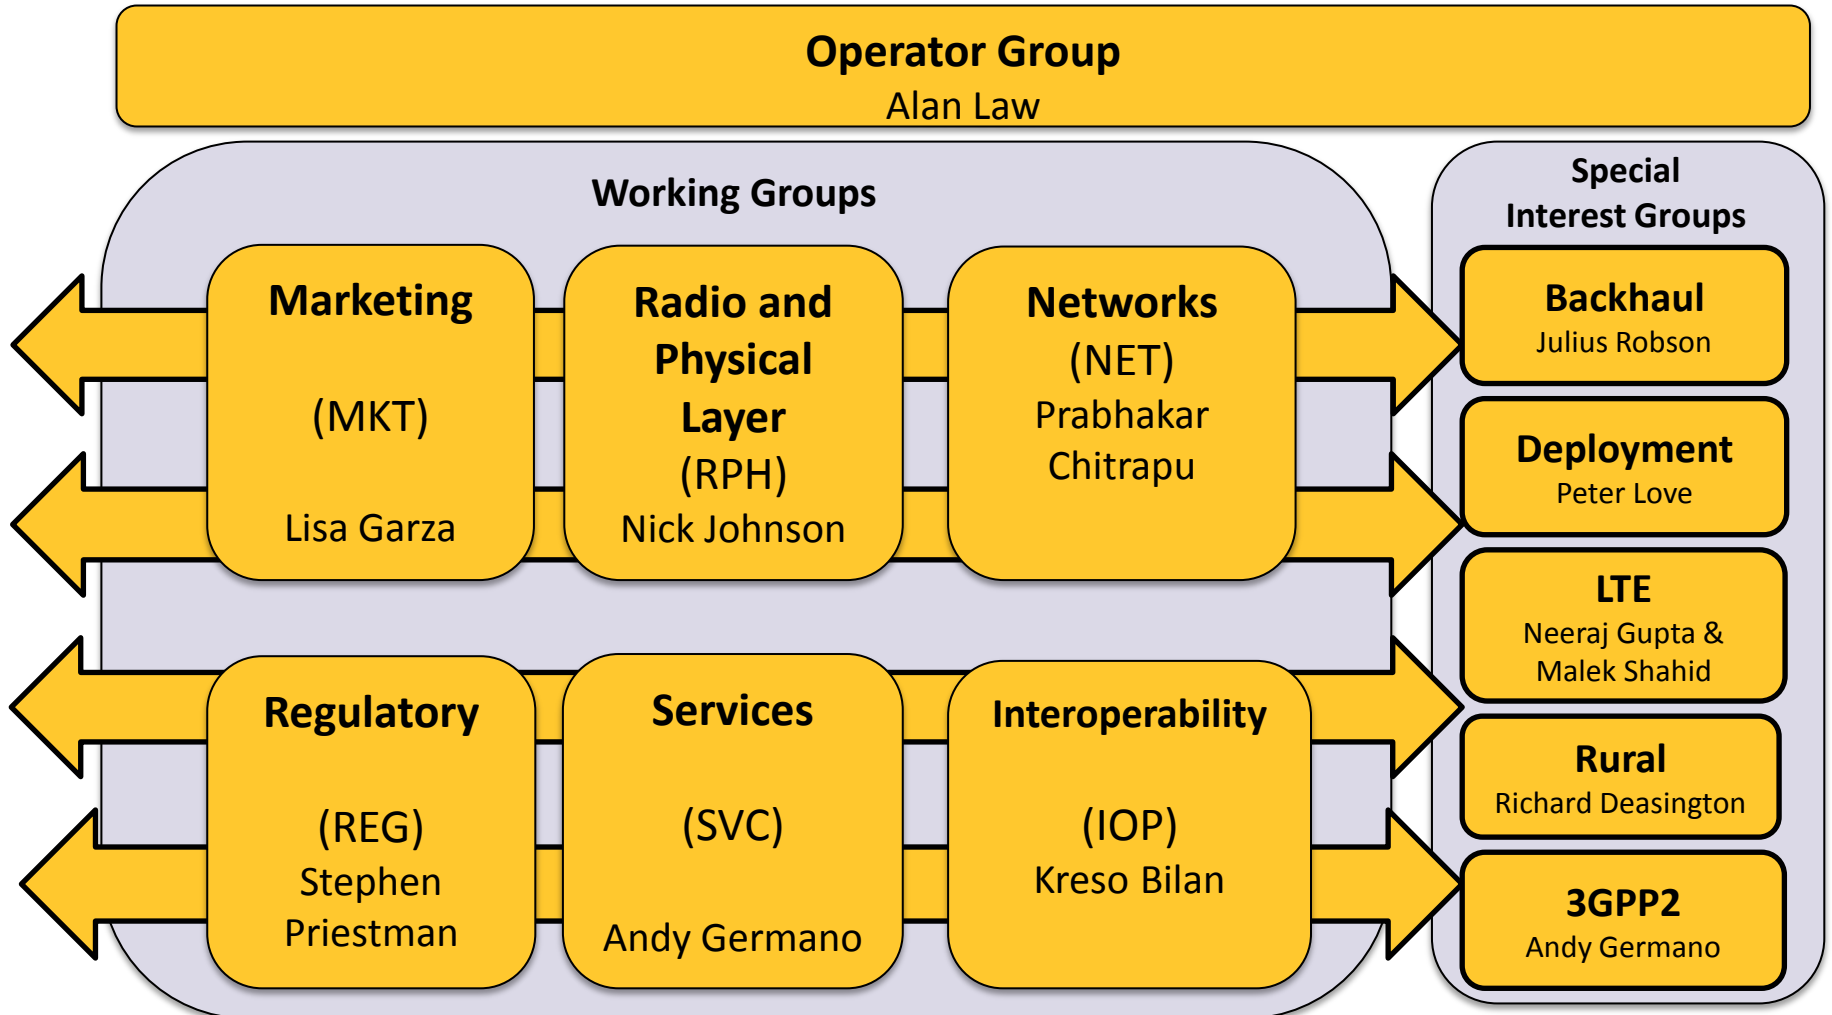 Operator Group
Alan Law
Working Groups
Marketing
(MKT)
Lisa Garza
Radio and
Physical
Layer
(RPH)
Nick Johnson
Networks
(NET)
Prabhakar
Chitrapu
Regulatory
(REG)
Stephen
Priestman
Services
(SVC)
Andy Germano
Interoperability
(IOP)
Kreso Bilan
Special
Interest Groups
Backhaul
Julius Robson
Deployment
Peter Love
LTE
Neeraj Gupta &
Malek Shahid
Rural
Richard Deasington
3GPP2
Andy Germano